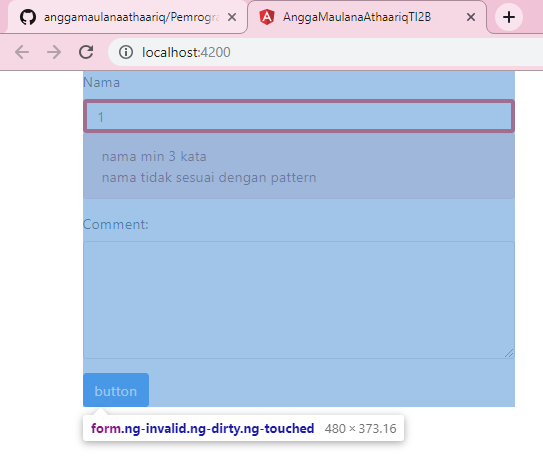 anggamaulanaathaariq/Pemrogra
AnggaMaulanaAthaariqTI2B
localhost:4200
Nama
1
nama min 3 kata
nama tidak sesuai dengan pattern
Comment:
button
form.ng-invalid.ng-dirty.ng-touched 480 × 373.16